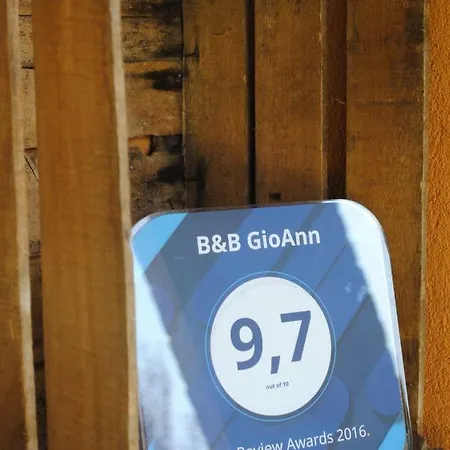 B&B GioAnn
9,7
out of 10
Review Awards 2016.